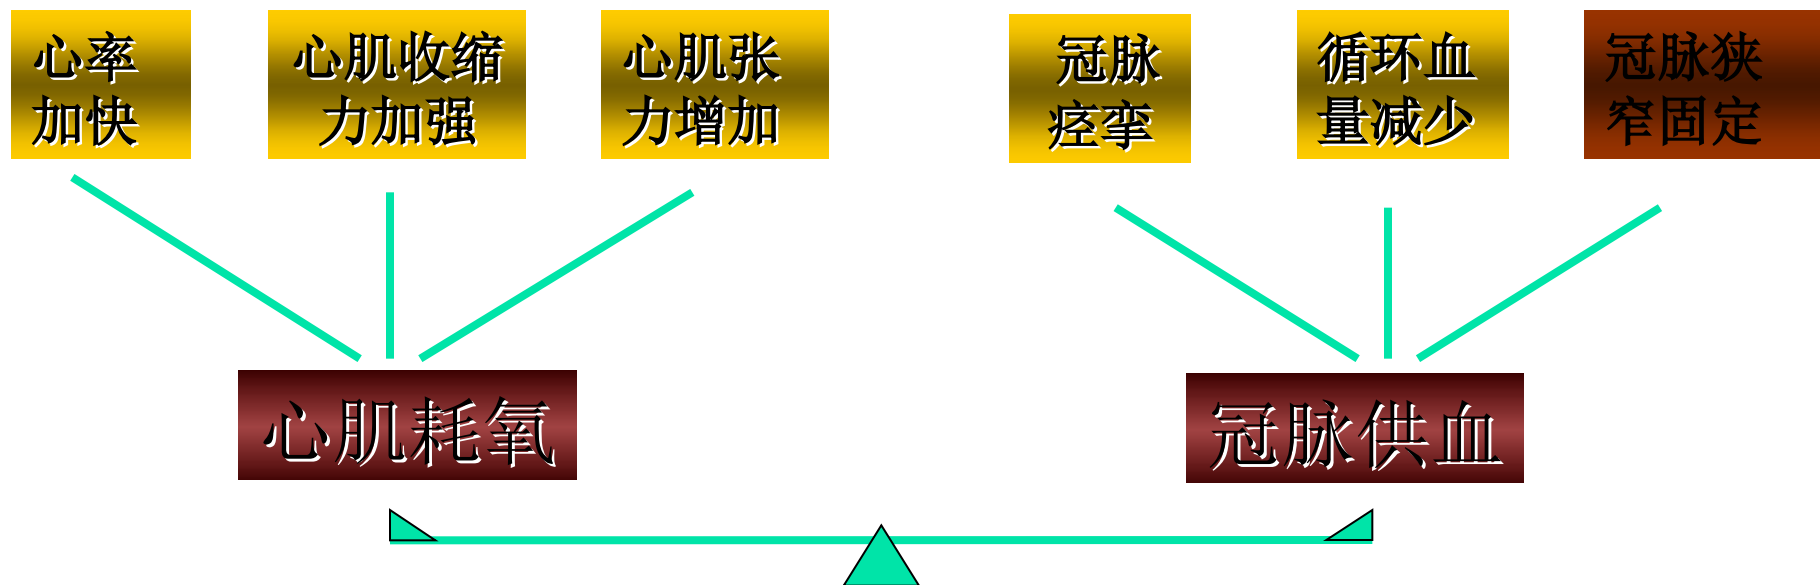 心率
加快
心肌收缩
力加强
心肌张
力增加
冠脉
痉挛
循环血
量减少
冠脉狭
窄固定
心肌耗氧
冠脉供血